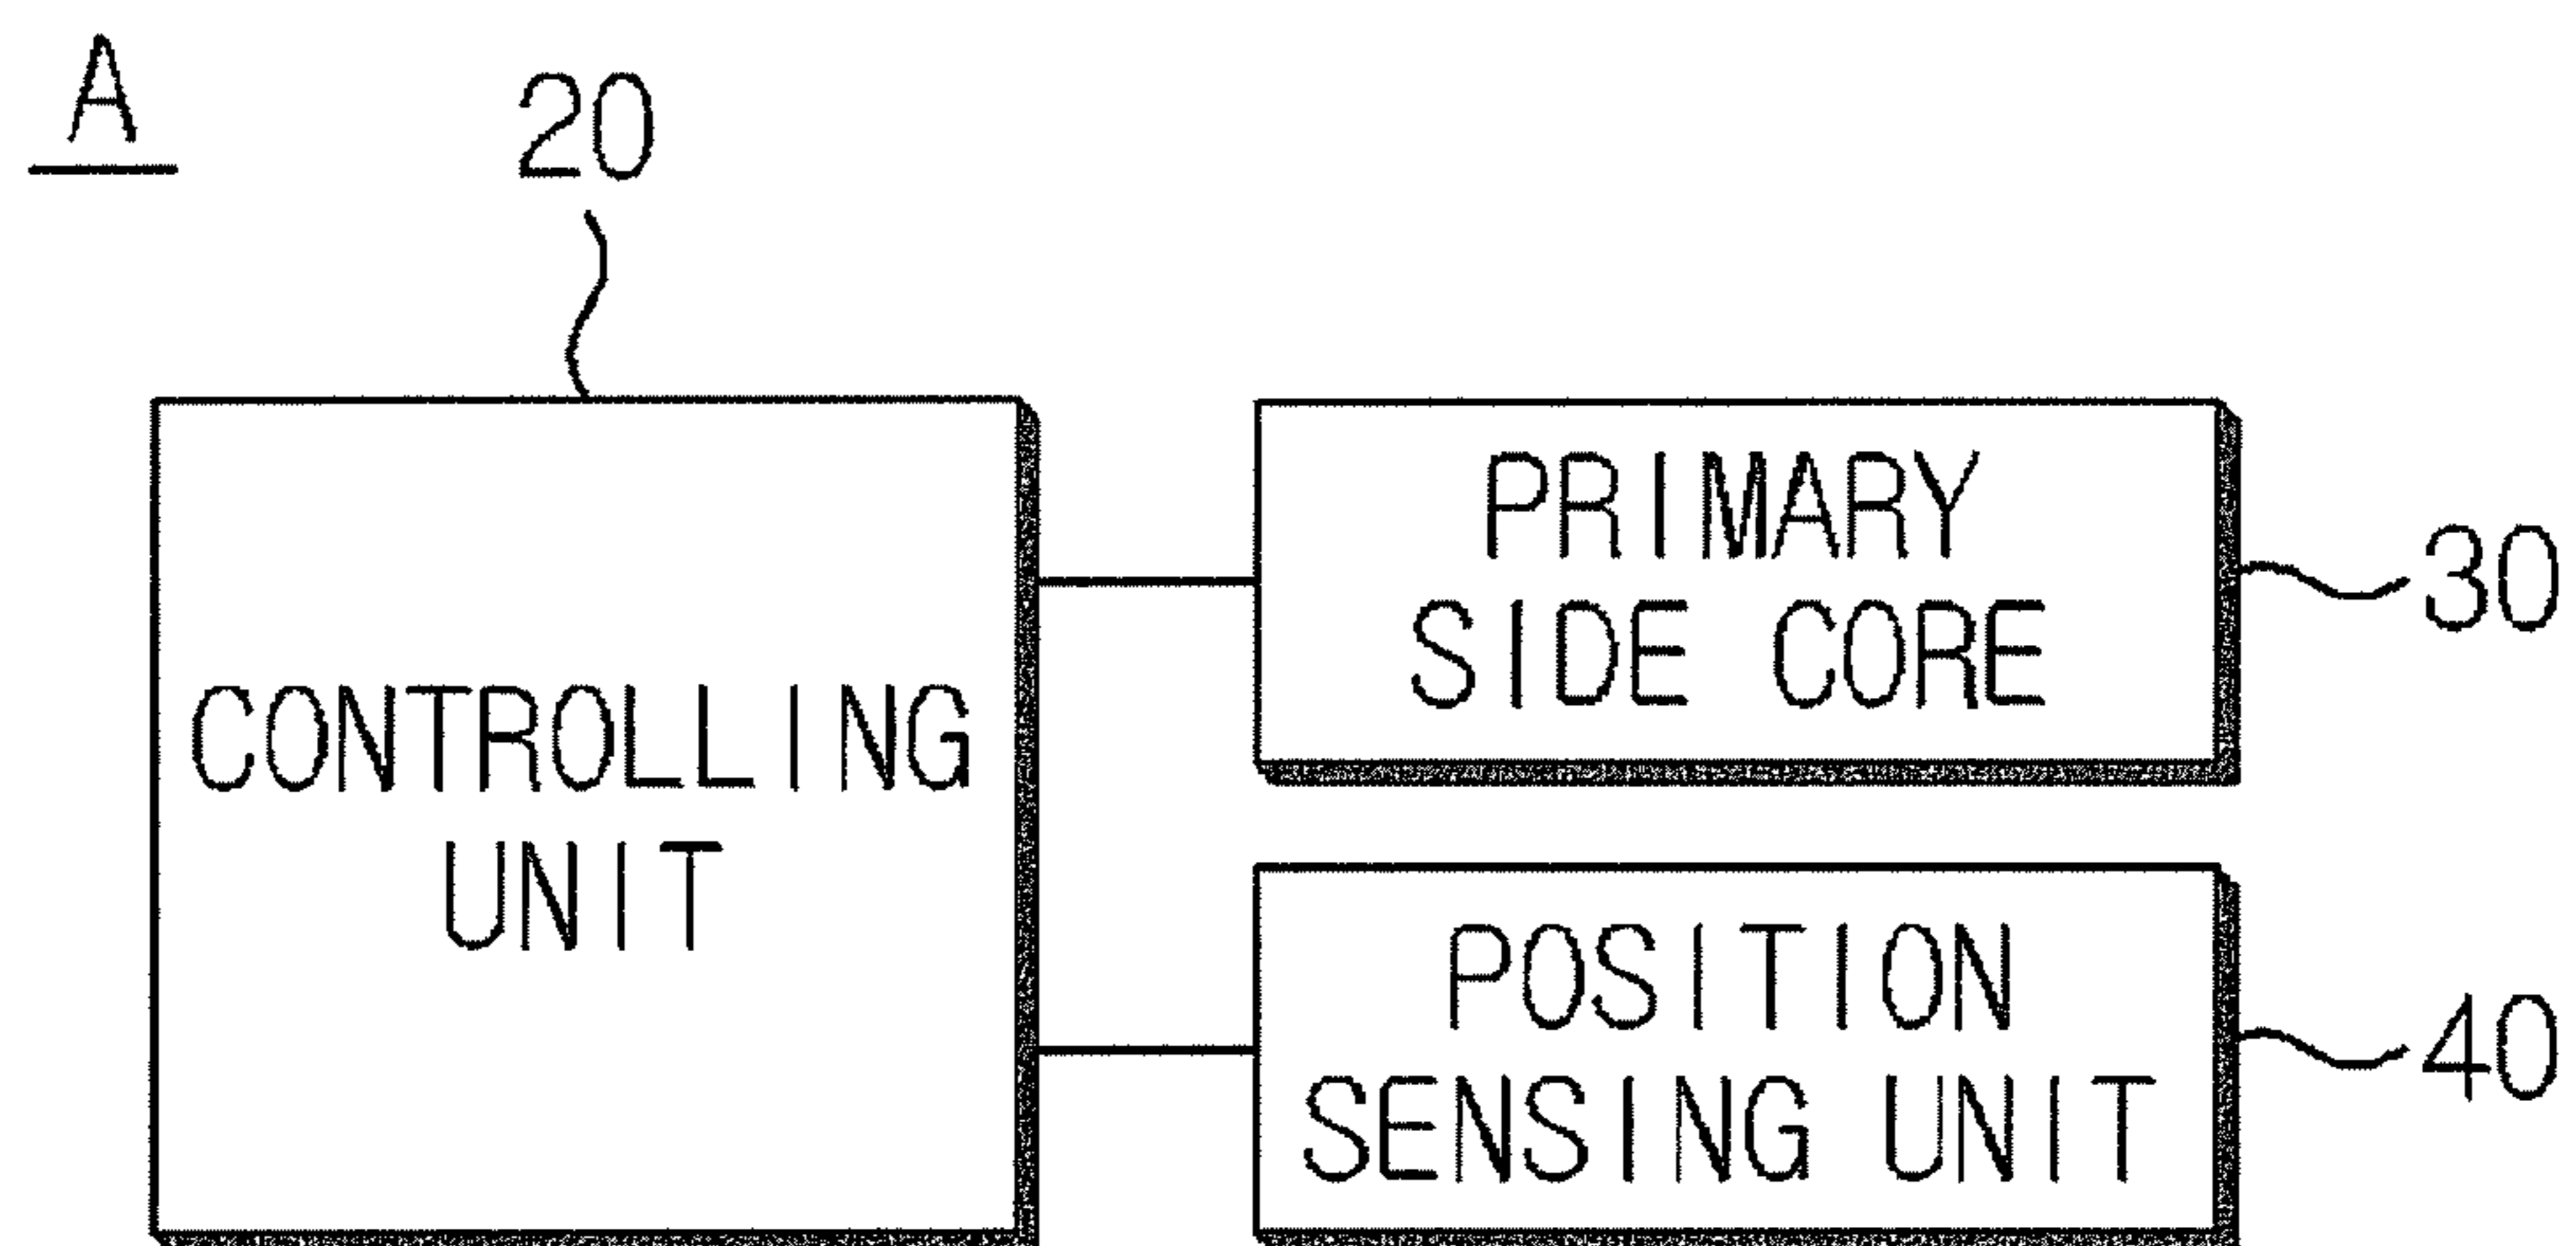 A
20
CONTROLLING
UNIT
PRIMARY
SIDE CORE
30
POSITION
SENSING UNIT
40